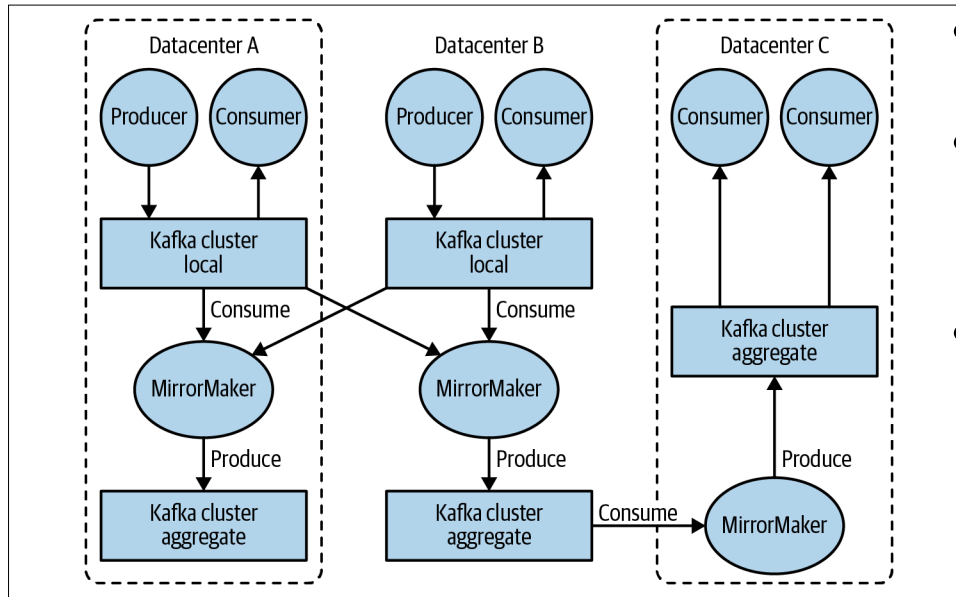 Datacenter A
Datacenter B
Datacenter C
Producer
Consumer
Producer
Consumer
Consumer
Consumer
Kafka cluster
local
Kafka cluster
local
Kafka cluster
aggregate
Consume
Consume
MirrorMaker
MirrorMaker
Produce
Produce
Produce
Kafka cluster
aggregate
Kafka cluster
aggregate
Consume
MirrorMaker